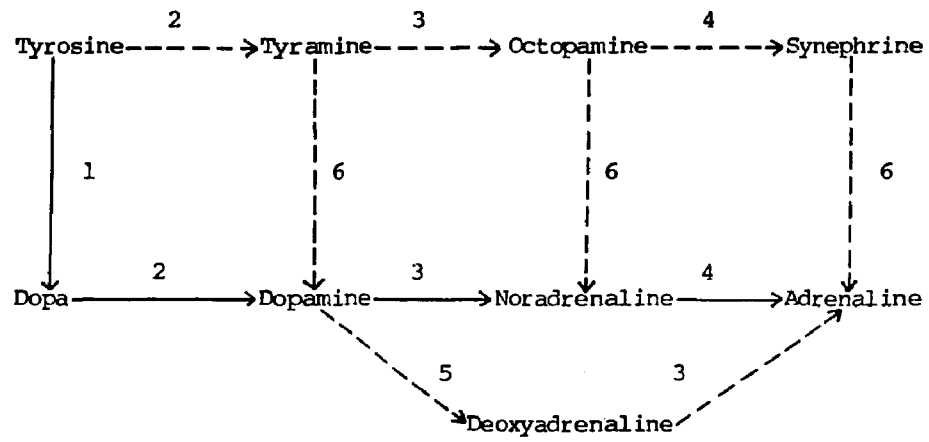 2 3 4
Tyrosine Tyramine Octopamine Synephrine
1 6 6 6
2 3 4
Dopa Dopamine Noradrenaline Adrenaline
5 3
Deoxyadrenaline